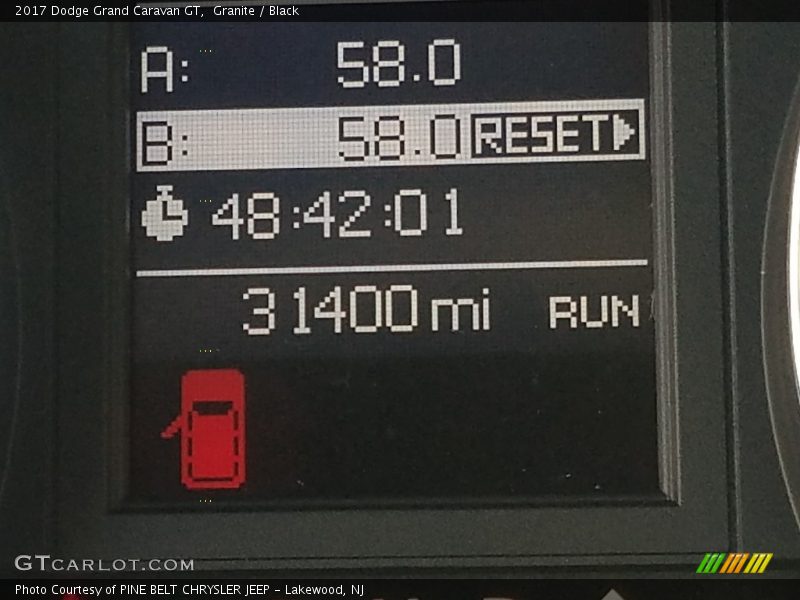 2017 Dodge Grand Caravan GT,  Granite / Black
A: 58.0
B: 58.0 RESET
48:42:01
31400 mi RUN
GTCARLOT.COM
Photo Courtesy of PINE BELT CHRYSLER JEEP - Lakewood, NJ